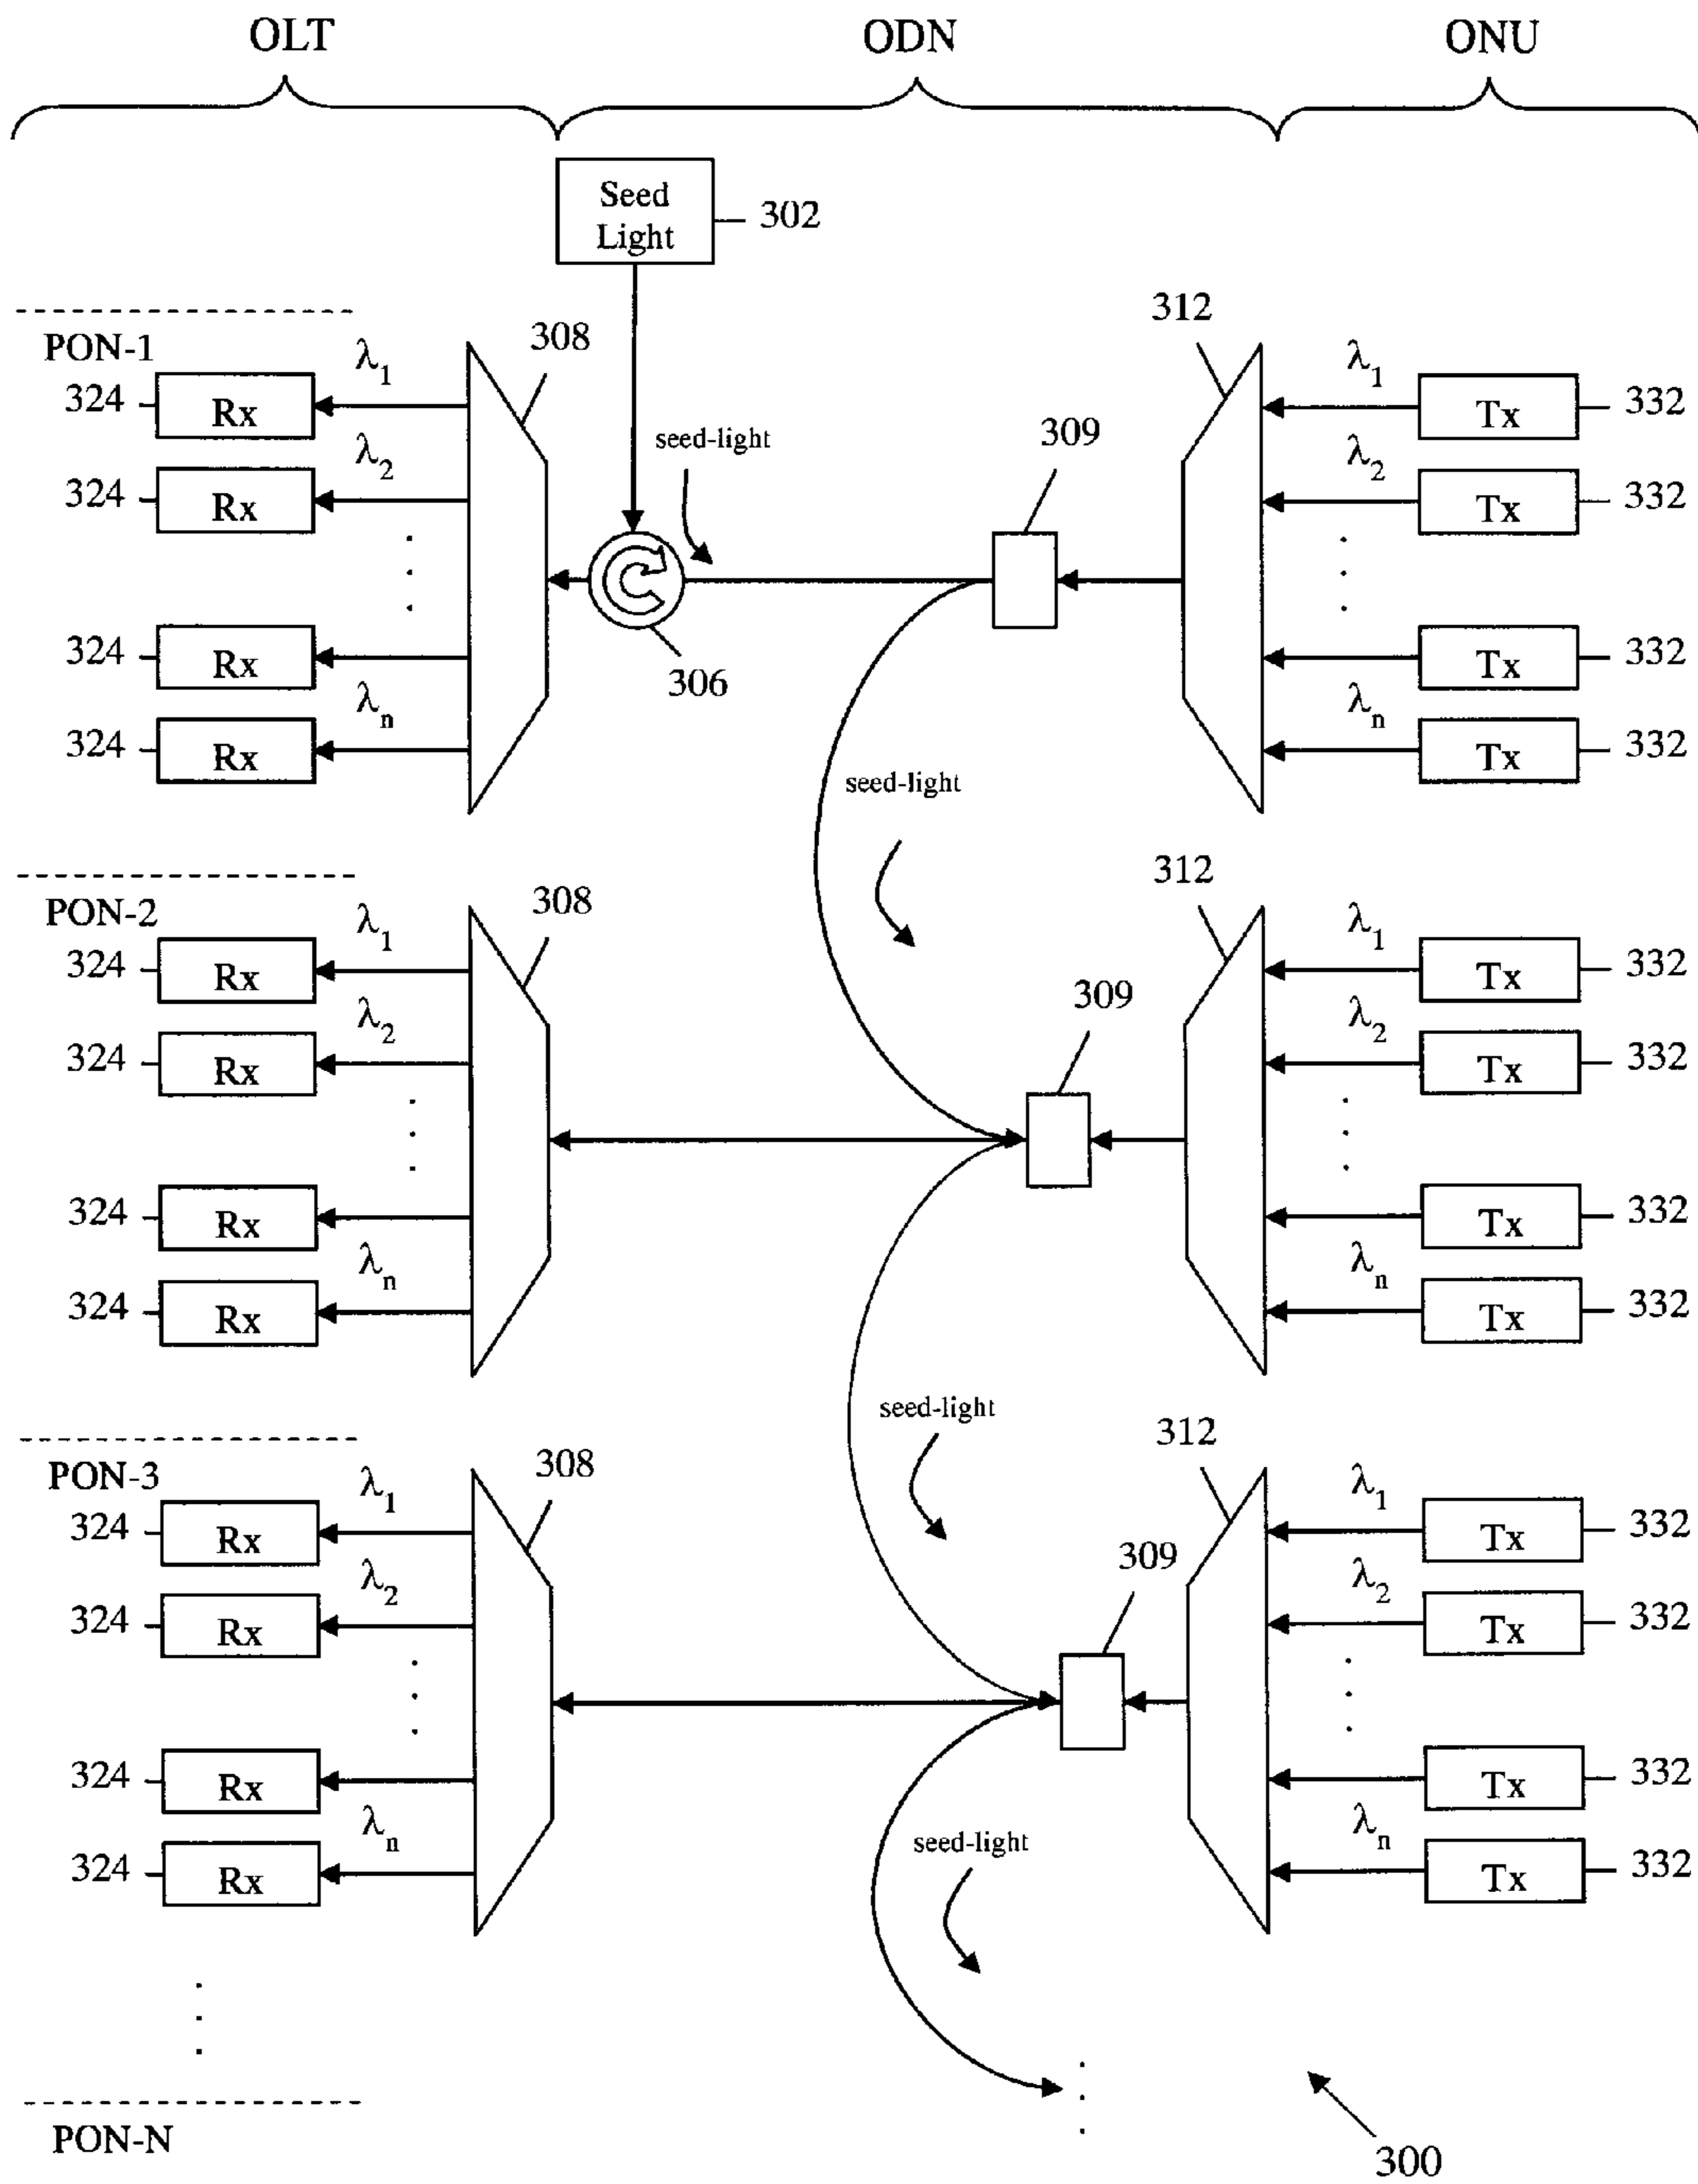 OLT ODN ONU
Seed
Light
302
PON-1
308
312
324 Rx λ1
λ1 Tx 332
seed-light
309
324 Rx λ2
λ2 Tx 332
324 Rx
306
Tx 332
324 Rx λn
λn Tx 332
seed-light
PON-2
308
312
324 Rx λ1
λ1 Tx 332
309
324 Rx λ2
λ2 Tx 332
324 Rx
Tx 332
324 Rx λn
λn Tx 332
seed-light
PON-3
308
312
324 Rx λ1
λ1 Tx 332
309
324 Rx λ2
λ2 Tx 332
324 Rx
Tx 332
324 Rx λn
λn Tx 332
seed-light
PON-N
300